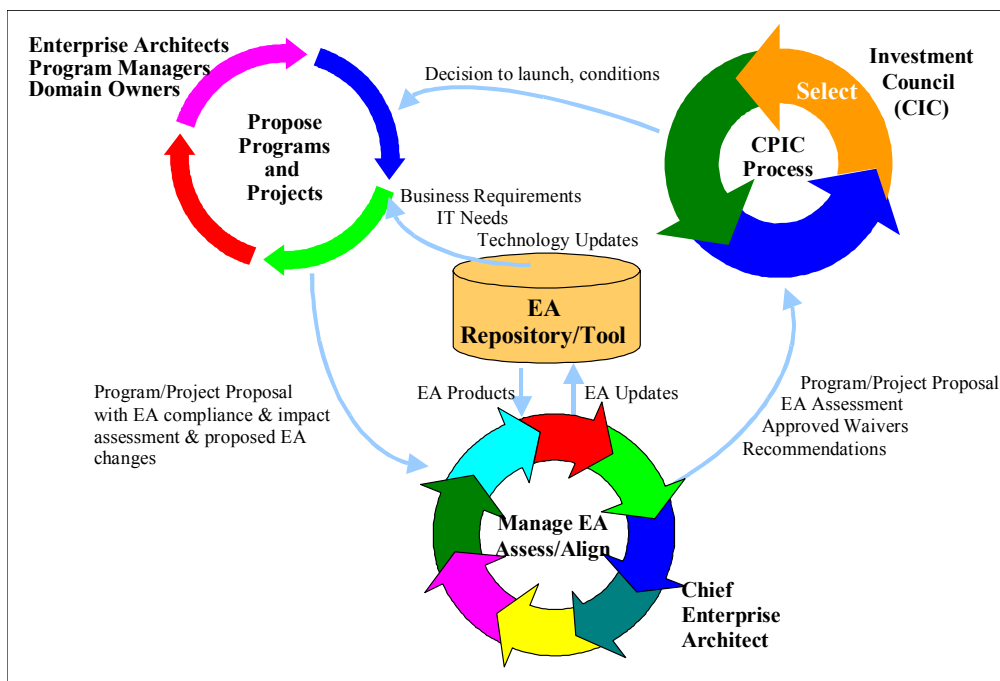 Enterprise Architects
Program Managers
Domain Owners
Propose
Programs
and
Projects
Decision to launch, conditions
Select
CPIC
Process
Investment
Council
(CIC)
Business Requirements
IT Needs
Technology Updates
EA
Repository/Tool
EA Products
EA Updates
Program/Project Proposal
with EA compliance & impact
assessment & proposed EA
changes
Program/Project Proposal
EA Assessment
Approved Waivers
Recommendations
Manage EA
Assess/Align
Chief
Enterprise
Architect